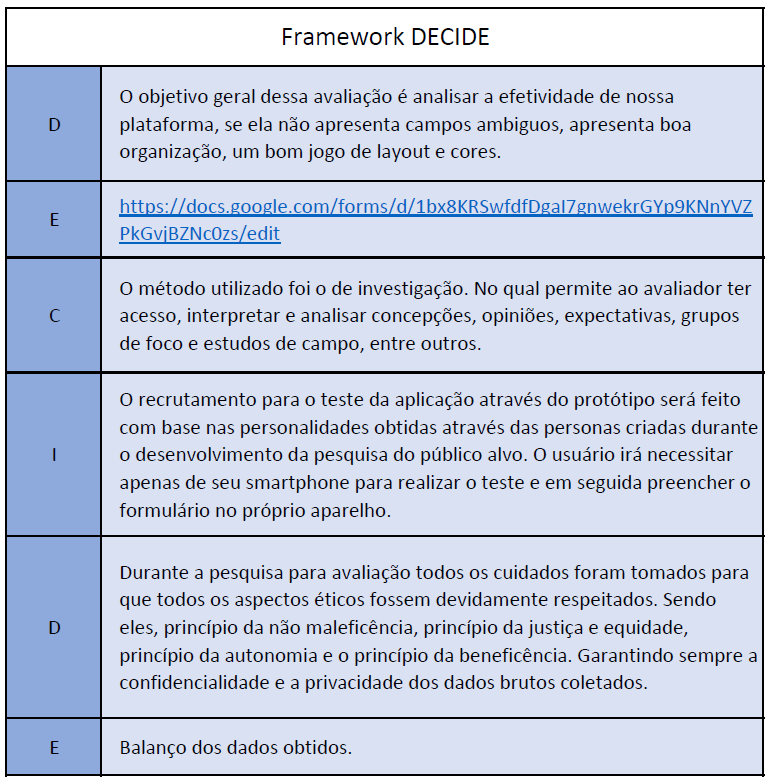 Framework DECIDE
D
O objetivo geral dessa avaliação é analisar a efetividade de nossa
plataforma, se ela não apresenta campos ambiguos, apresenta boa
organização, um bom jogo de layout e cores.
E
https://docs.google.com/forms/d/1bx8KRSwfdfDgaI7gnwekrGYp9KNnYVZ
PkGvjBZNc0zs/edit
C
O método utilizado foi o de investigação. No qual permite ao avaliador ter
acesso, interpretar e analisar concepções, opiniões, expectativas, grupos
de foco e estudos de campo, entre outros.
I
O recrutamento para o teste da aplicação através do protótipo será feito
com base nas personalidades obtidas através das personas criadas durante
o desenvolvimento da pesquisa do público alvo. O usuário irá necessitar
apenas de seu smartphone para realizar o teste e em seguida preencher o
formulário no próprio aparelho.
D
Durante a pesquisa para avaliação todos os cuidados foram tomados para
que todos os aspectos éticos fossem devidamente respeitados. Sendo
eles, princípio da não maleficência, princípio da justiça e equidade,
princípio da autonomia e o princípio da beneficência. Garantindo sempre a
confidencialidade e a privacidade dos dados brutos coletados.
E
Balanço dos dados obtidos.